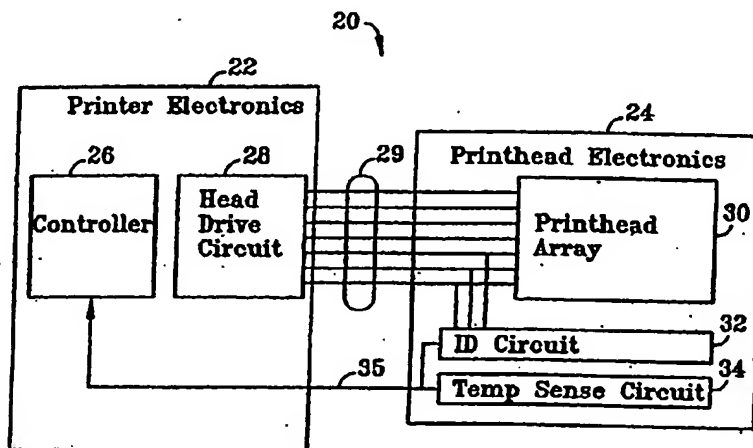 20
22
Printer Electronics
24
26
28
29
Printhead Electronics
Controller
Head
Drive
Circuit
Printhead
Array
30
32
ID Circuit
35
Temp Sense Circuit
34